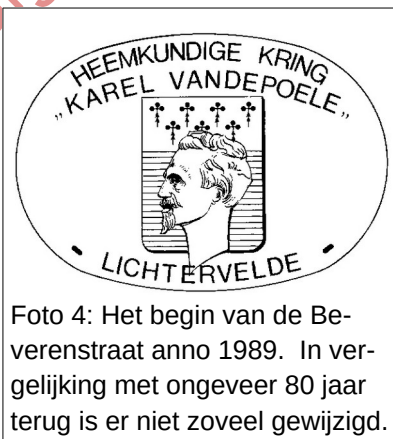 HEEMKUNDIGE KRING
„KAREL VANDEPOELE„
- LICHTERVELDE -
Foto 4: Het begin van de Be-
verenstraat anno 1989. In ver-
gelijking met ongeveer 80 jaar
terug is er niet zoveel gewijzigd.